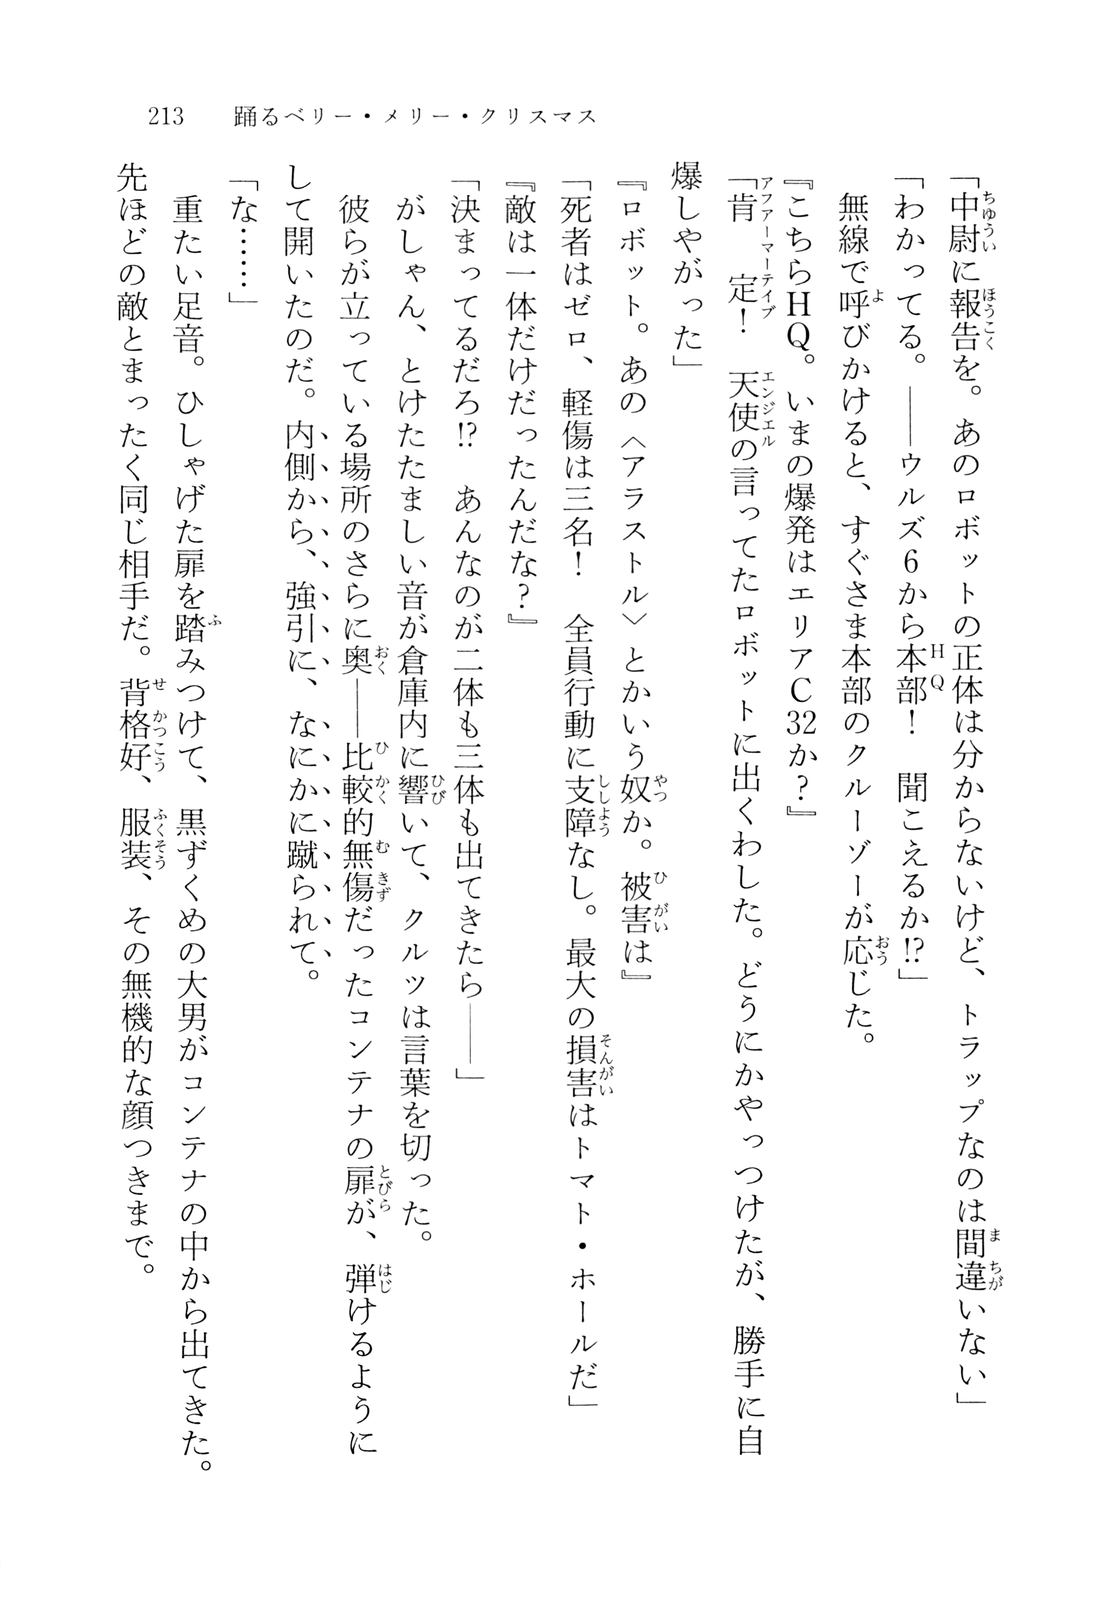 213　踊るベリー・メリー・クリスマス
「中尉に報告を。あのロボットの正体は分からないけど、トラップなのは間違いない」
「わかってる。――ウルズ6から本部！　聞こえるか!?」
　無線で呼びかけると、すぐさま本部のクルーゾーが応じた。
『こちらHQ。いまの爆発はエリアC32か？』
「肯定！　天使の言ってたロボットに出くわした。どうにかやっつけたが、勝手に自
爆しやがった」
『ロボット。あの〈アラストル〉とかいう奴か。被害は』
「死者はゼロ、軽傷は三名！　全員行動に支障なし。最大の損害はトマト・ホールだ」
『敵は一体だけだったんだな？』
「決まってるだろ!?　あんなのが二体も三体も出てきたら――」
　がしゃん、とけたたましい音が倉庫内に響いて、クルツは言葉を切った。
　彼らが立っている場所のさらに奥――比較的無傷だったコンテナの扉が、弾けるように
して開いたのだ。内側から、強引に、なにかに蹴られて。
「な……」
　重たい足音。ひしゃげた扉を踏みつけて、黒ずくめの大男がコンテナの中から出てきた。
先ほどの敵とまったく同じ相手だ。背格好、服装、その無機的な顔つきまで。